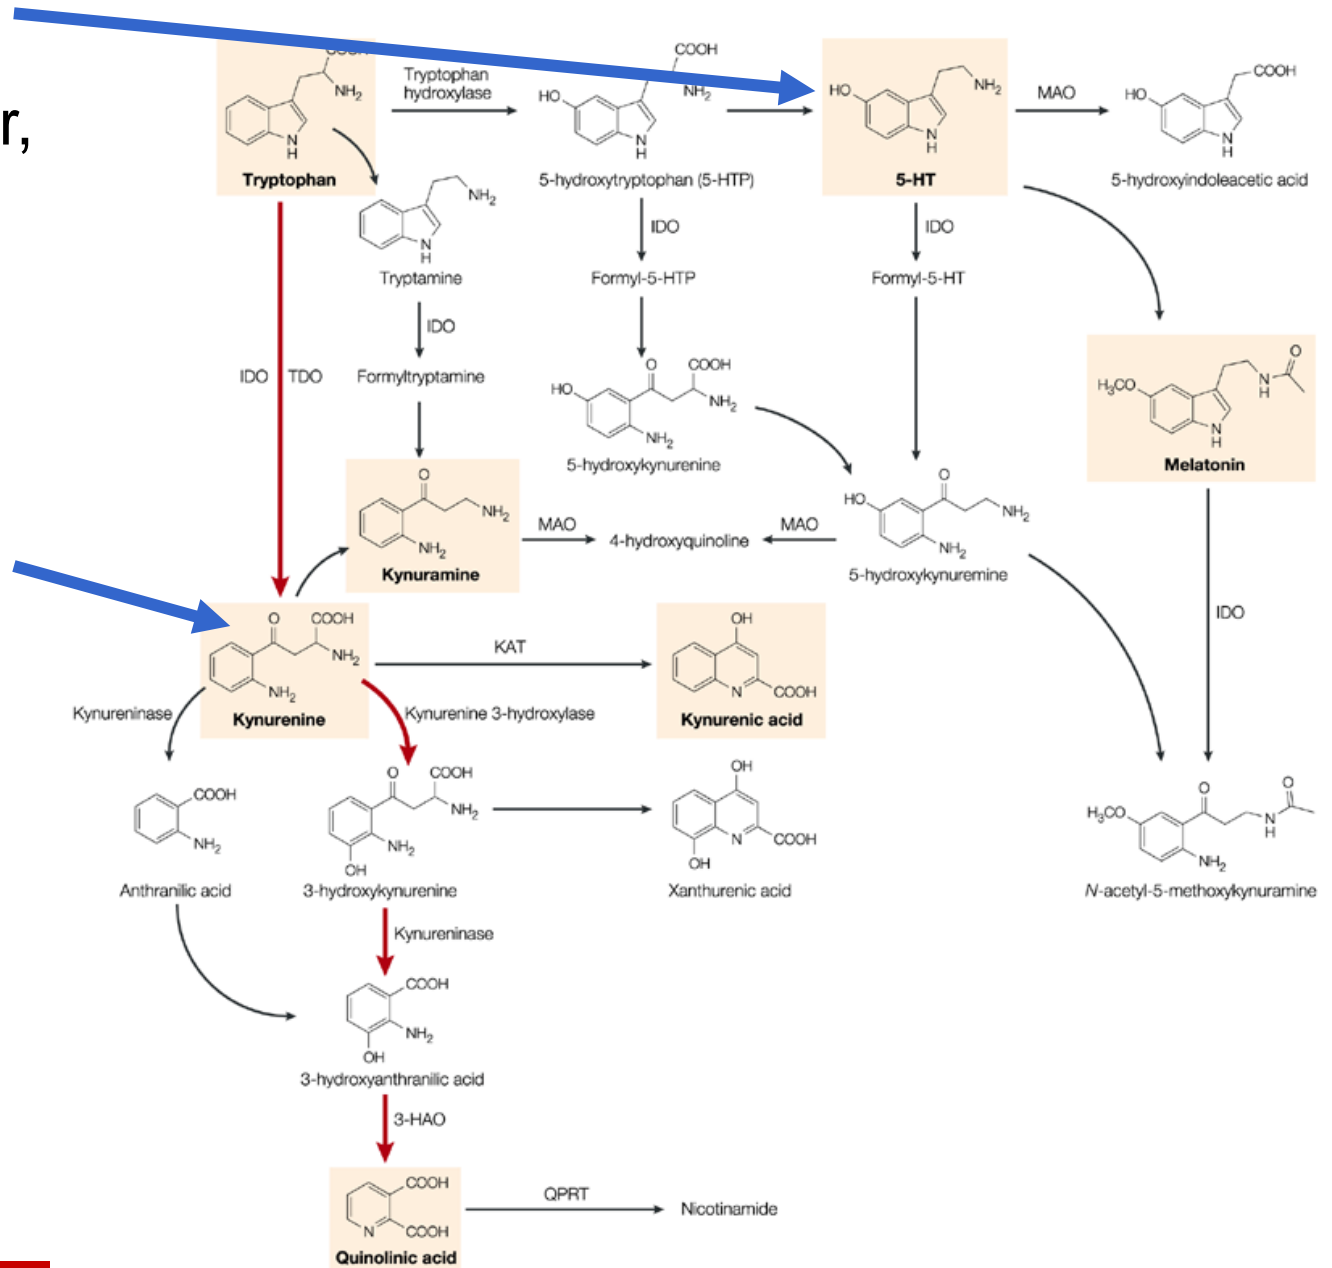 r,
COOH
NH2
N
H
Tryptophan
Tryptophan
hydroxylase
COOH
NH2
HO
N
H
5-hydroxytryptophan (5-HTP)
HO
NH2
N
H
5-HT
MAO
COOH
HO
N
H
5-hydroxyindoleacetic acid
NH2
N
H
Tryptamine
IDO
Formyl-5-HTP
IDO
Formyl-5-HT
IDO
Formyltryptamine
IDO
TDO
O
COOH
HO
NH2
NH2
5-hydroxykynurenine
H3CO
O
N
H
N
H
Melatonin
O
NH2
NH2
Kynuramine
MAO
4-hydroxyquinoline
MAO
HO
O
NH2
NH2
5-hydroxykynuremine
IDO
O
COOH
NH2
NH2
Kynurenine
KAT
OH
N
COOH
Kynurenic acid
Kynureninase
Kynurenine 3-hydroxylase
COOH
NH2
Anthranilic acid
O
COOH
NH2
NH2
OH
3-hydroxykynurenine
OH
N
COOH
OH
Xanthurenic acid
O
O
H3CO
N
H
NH2
N-acetyl-5-methoxykynuramine
Kynureninase
COOH
NH2
OH
3-hydroxyanthranilic acid
3-HAO
COOH
N
COOH
Quinolinic acid
QPRT
Nicotinamide